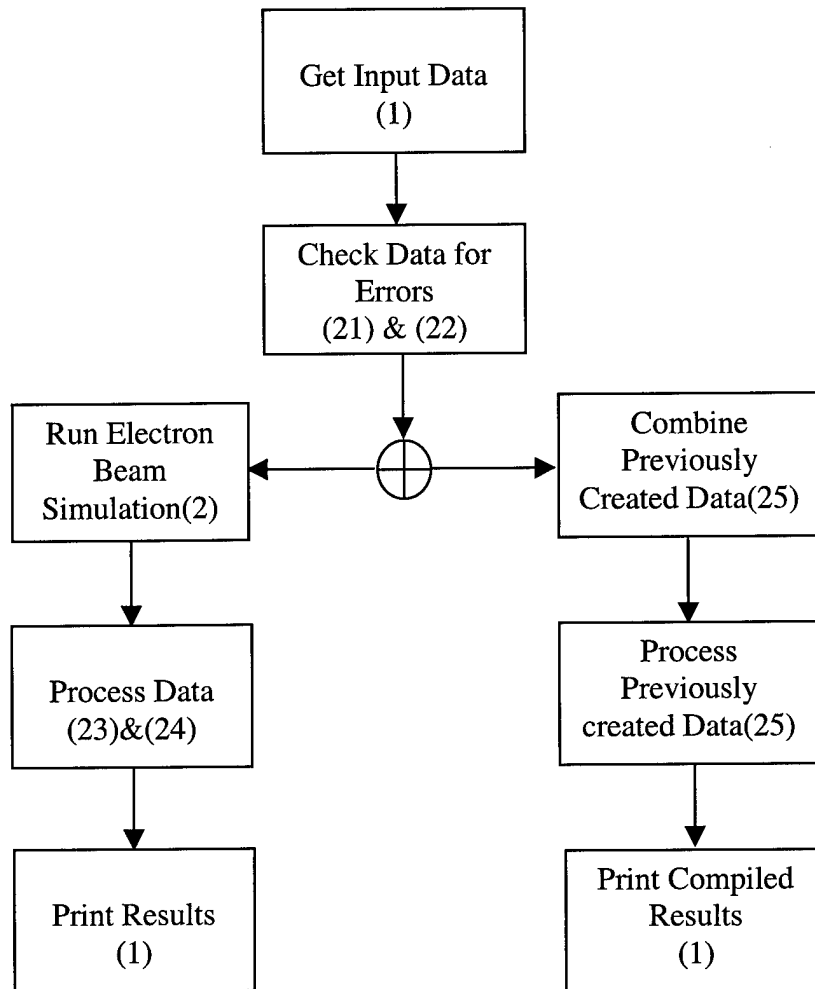 Get Input Data
(1)
Check Data for
Errors
(21) & (22)
Run Electron
Beam
Simulation(2)
Combine
Previously
Created Data(25)
Process Data
(23)&(24)
Process
Previously
created Data(25)
Print Results
(1)
Print Compiled
Results
(1)